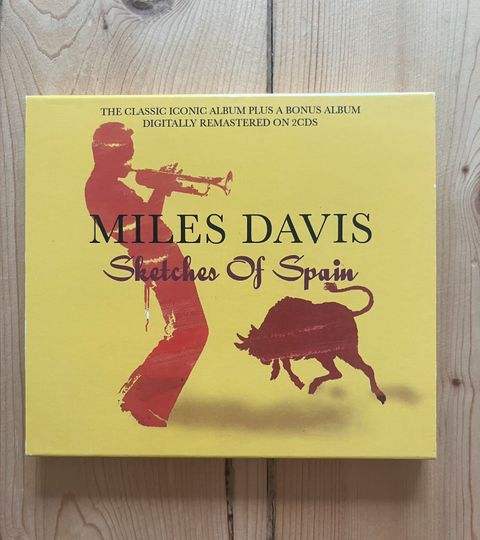 THE CLASSIC ICONIC ALBUM PLUS A BONUS ALBUM
DIGITALLY REMASTERED ON 2CDS
MILES DAVIS
Sketches Of Spain